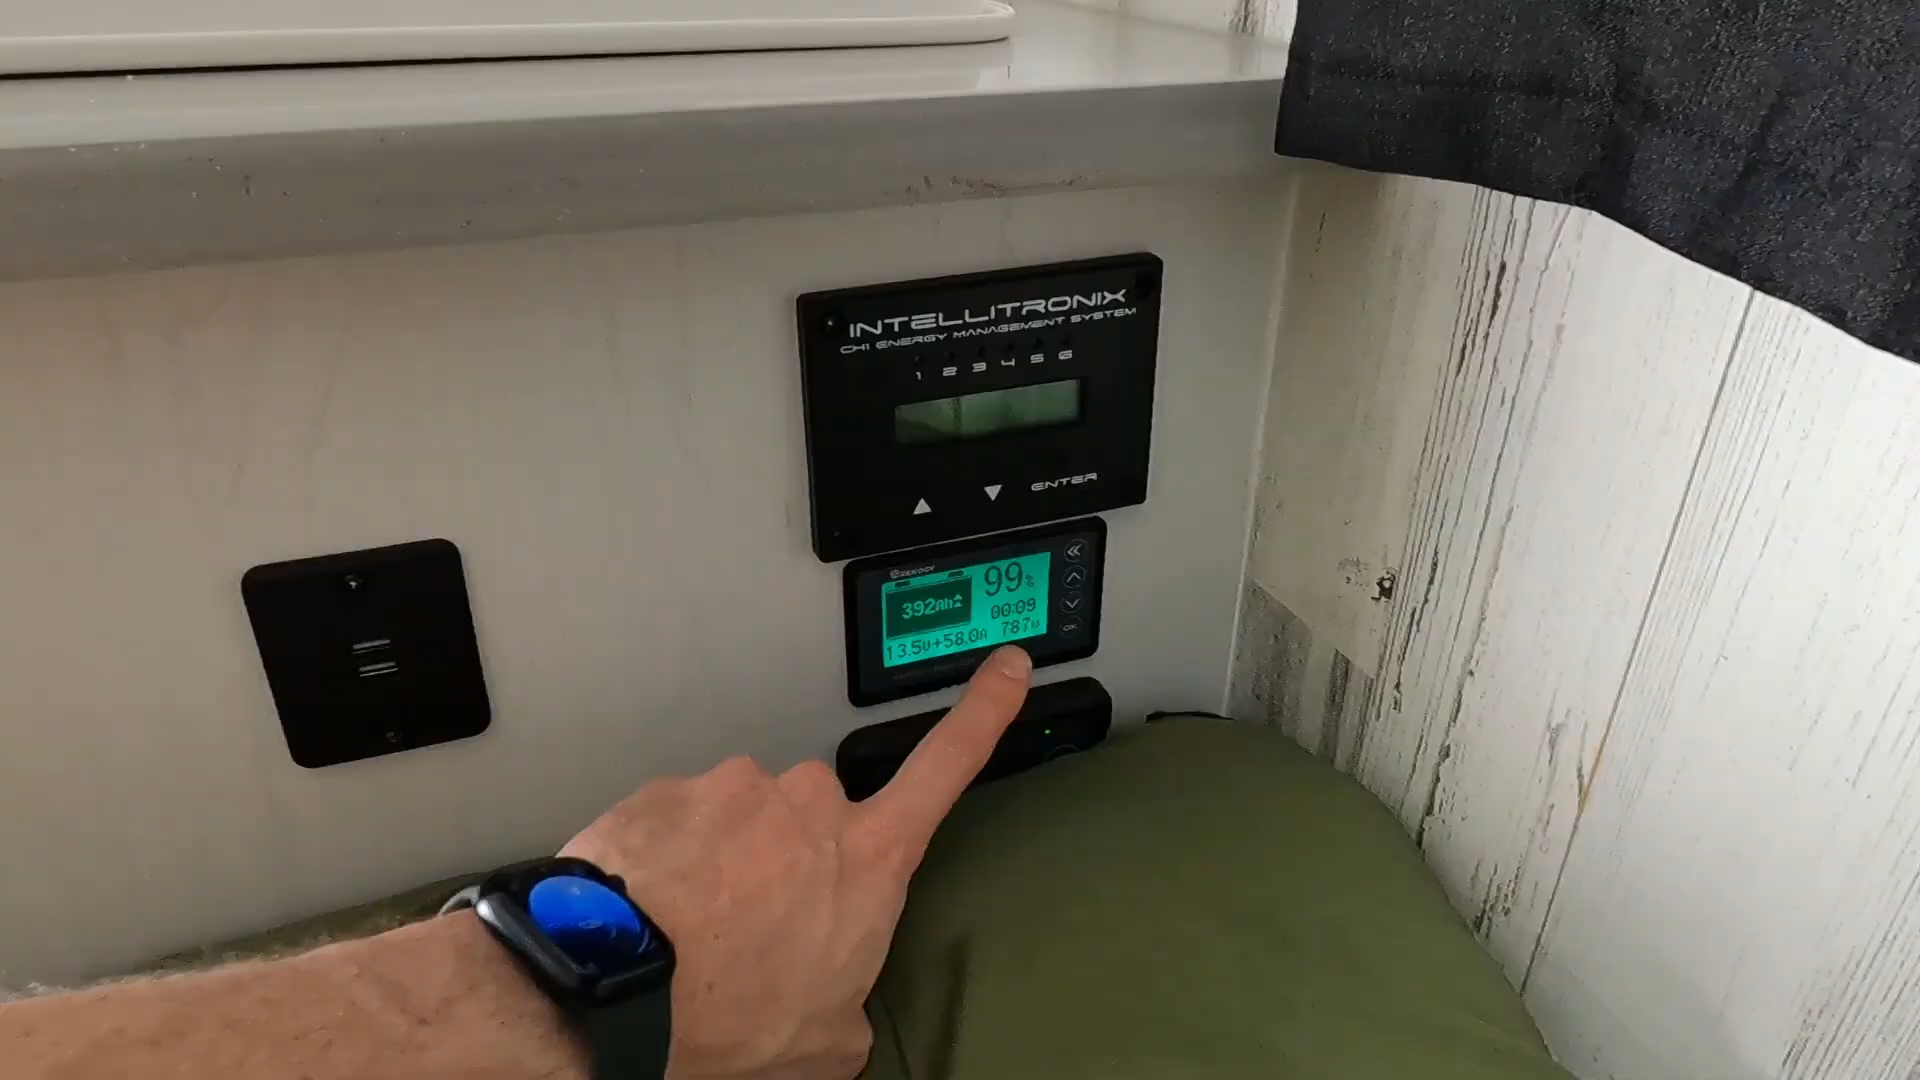 INTELLITRONIX
CH1 ENERGY MANAGEMENT SYSTEM
1 2 3 4 5 6
ENTER
99%
392Ah
00:09
13.5V+58.0A 787W
OK